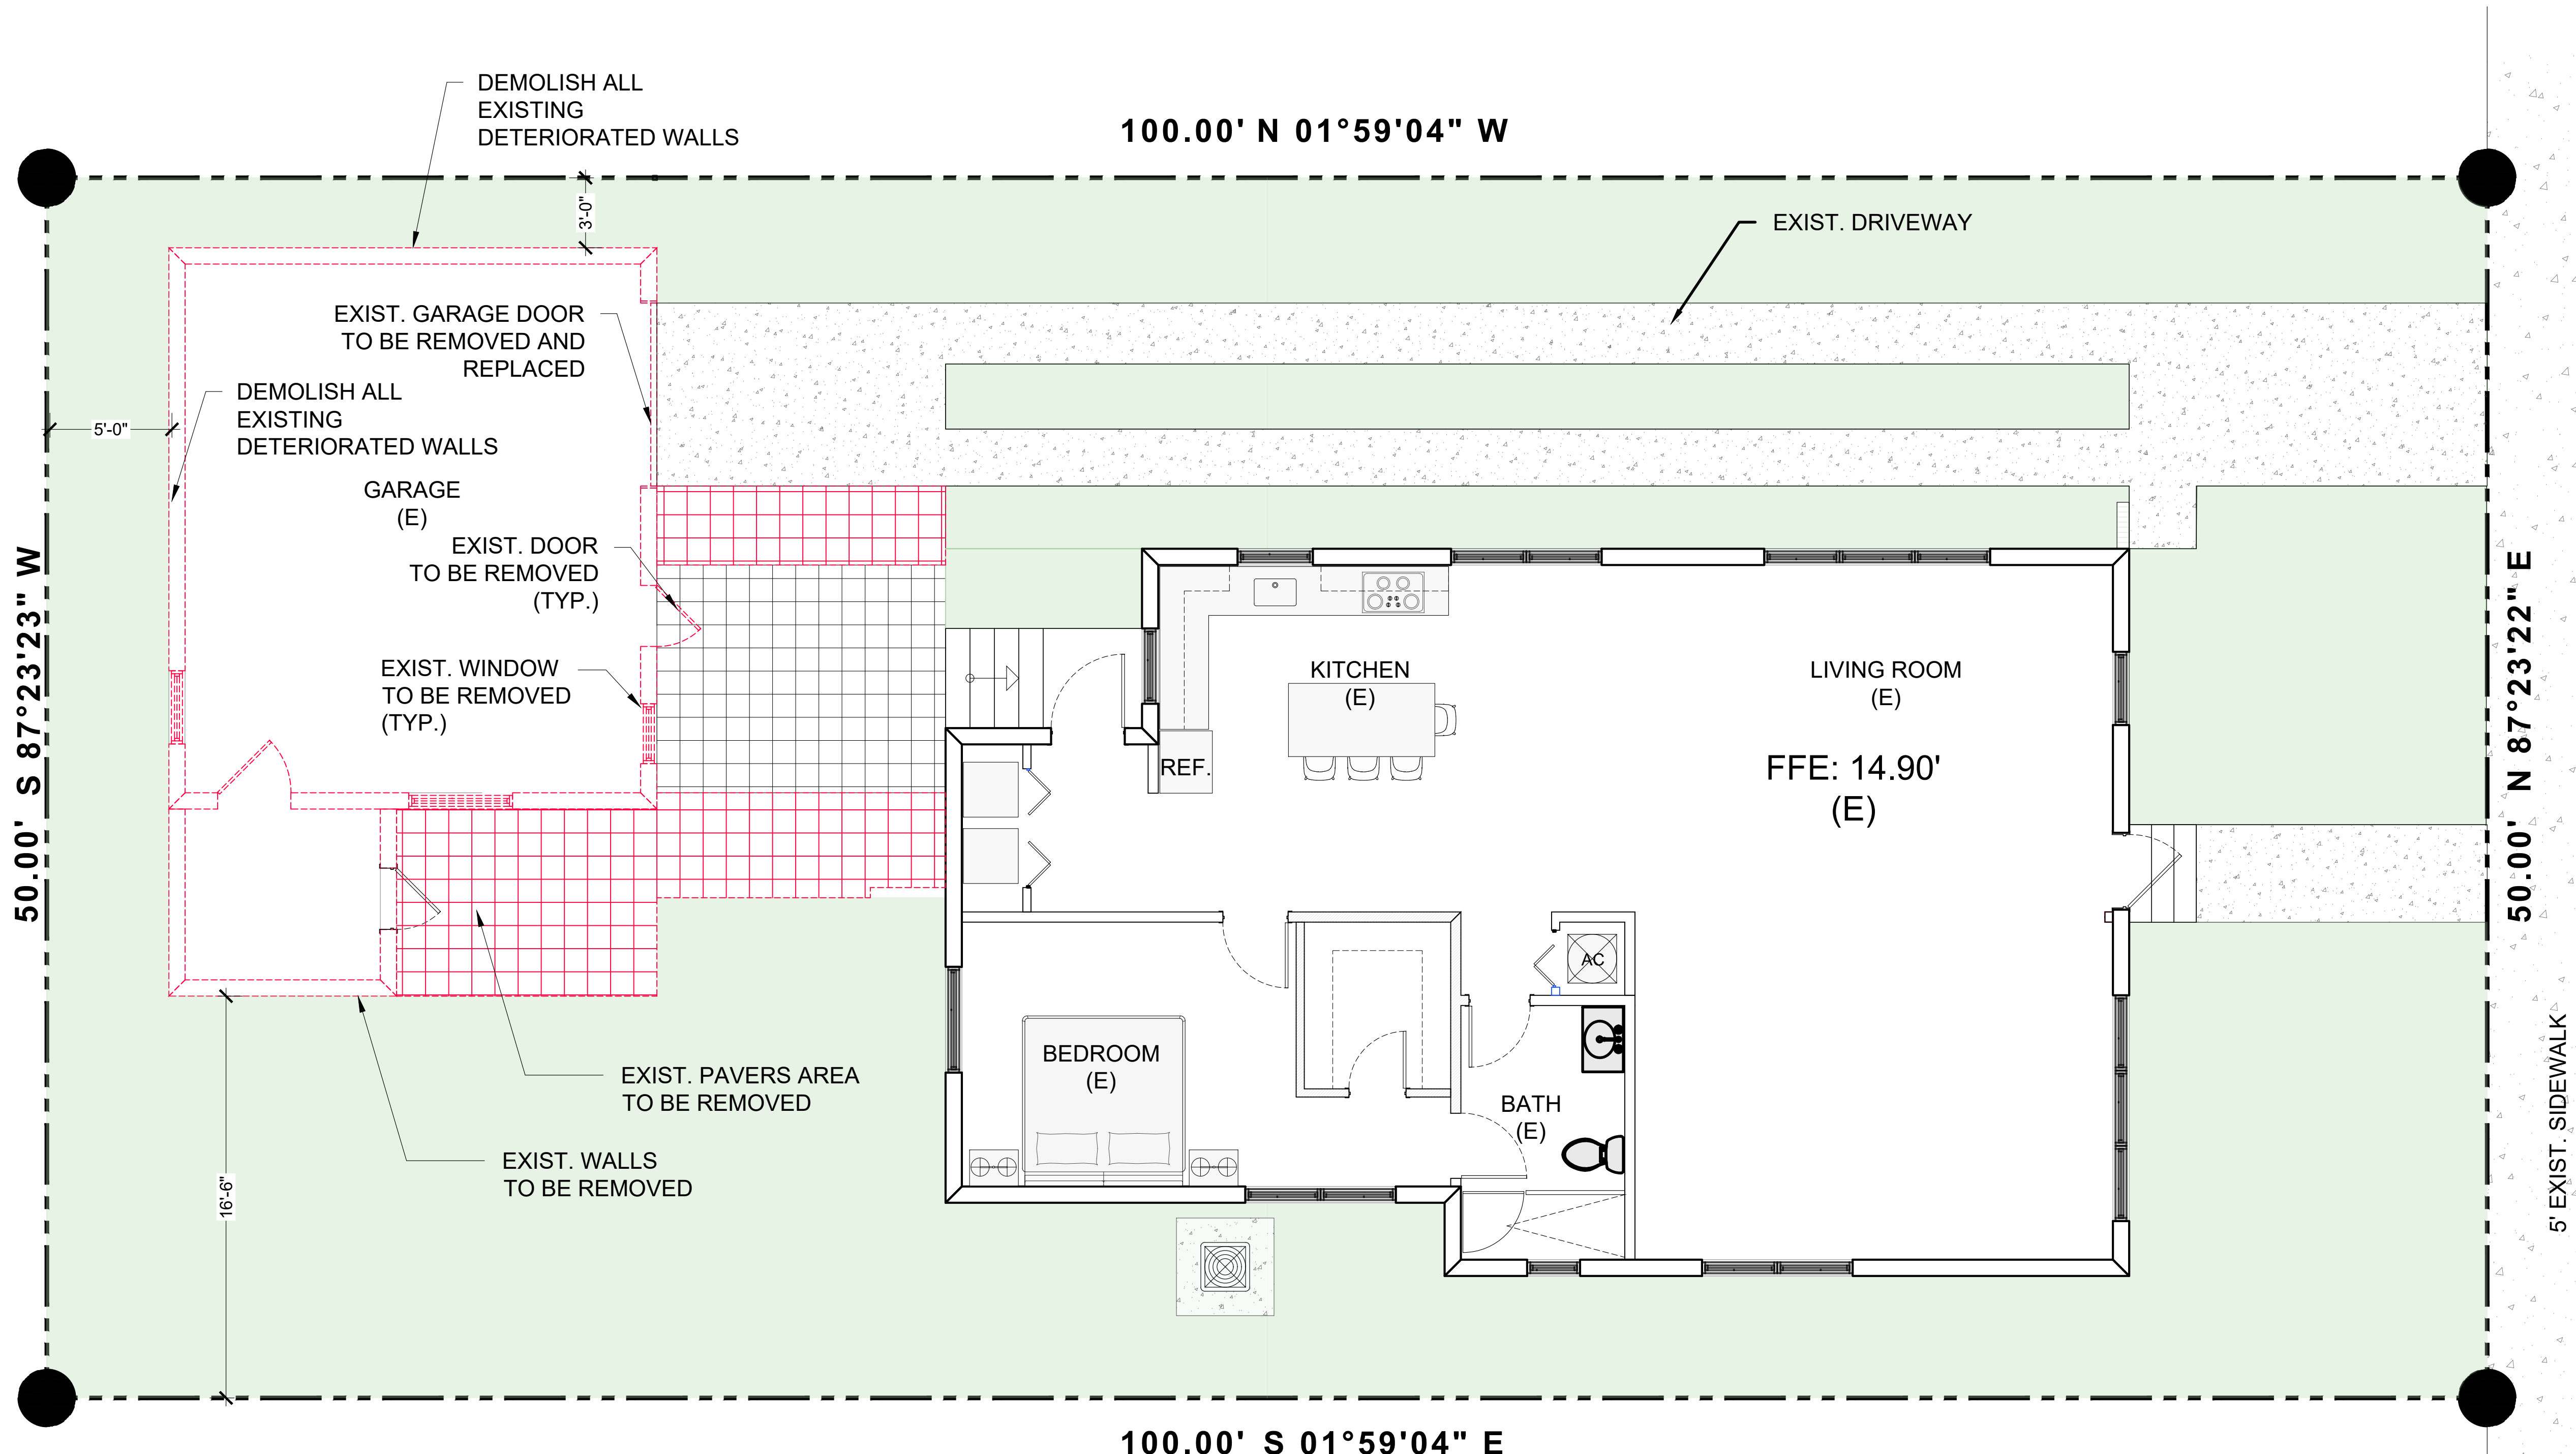 DEMOLISH ALL
EXISTING
DETERIORATED WALLS
100.00' N 01°59'04" W
3'-0"
EXIST. DRIVEWAY
EXIST. GARAGE DOOR
TO BE REMOVED AND
REPLACED
DEMOLISH ALL
EXISTING
DETERIORATED WALLS
5'-0"
GARAGE
(E)
EXIST. DOOR
TO BE REMOVED
(TYP.)
EXIST. WINDOW
TO BE REMOVED
(TYP.)
KITCHEN
(E)
LIVING ROOM
(E)
REF.
FFE: 14.90'
(E)
50.00' S 87°23'23" W
50.00' N 87°23'22" E
AC
BEDROOM
(E)
BATH
(E)
EXIST. PAVERS AREA
TO BE REMOVED
EXIST. WALLS
TO BE REMOVED
16'-6"
5' EXIST. SIDEWALK
100.00' S 01°59'04" E